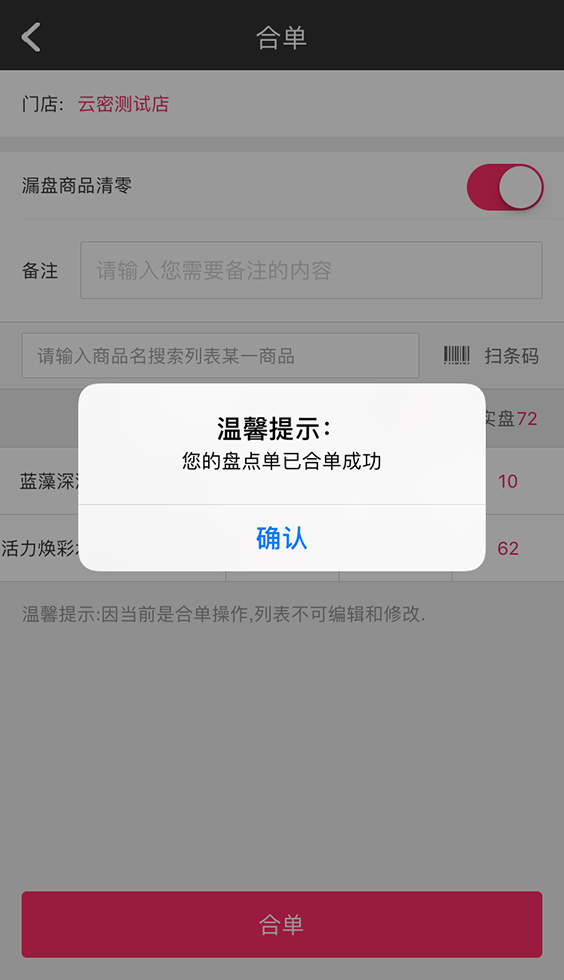 合单
门店: 云密测试店
漏盘商品清零
备注 请输入您需要备注的内容
请输入商品名搜索列表某一商品 扫条码
实盘72
温馨提示：
您的盘点单已合单成功
蓝藻深 10
确认
活力焕彩 62
温馨提示:因当前是合单操作,列表不可编辑和修改.
合单